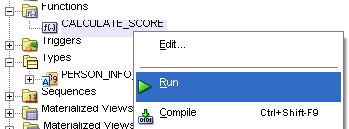 Functions
CALCULATE_SCORE
Triggers
Types
PERSON_INFO
Sequences
Materialized Views
Materialized Views
Edit...
Run
Compile Ctrl+Shift-F9